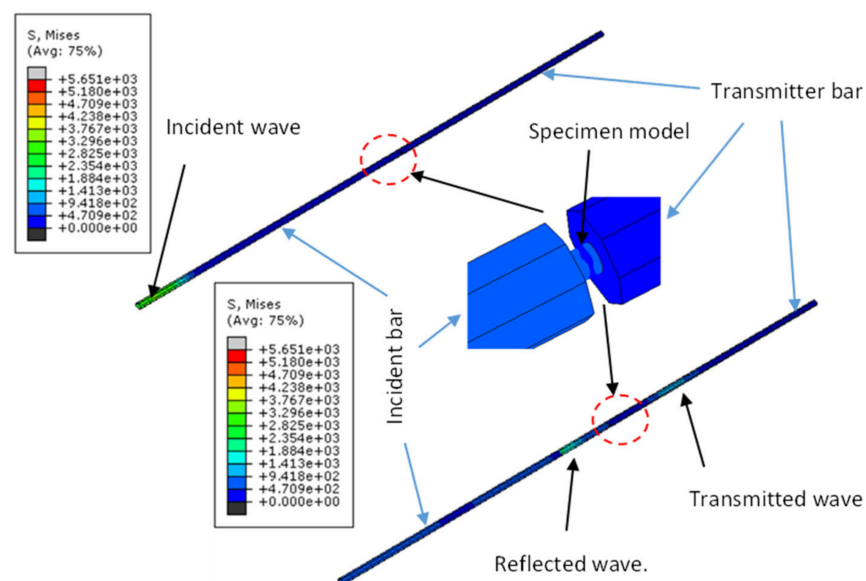 S, Mises
(Avg: 75%)
+5.651e+03
+5.180e+03
+4.709e+03
+4.238e+03
+3.767e+03
+3.296e+03
+2.825e+03
+2.354e+03
+1.884e+03
+1.413e+03
+9.418e+02
+4.709e+02
+0.000e+00
Incident wave
Transmitter bar
Specimen model
S, Mises
(Avg: 75%)
+5.651e+03
+5.180e+03
+4.709e+03
+4.238e+03
+3.767e+03
+3.296e+03
+2.825e+03
+2.354e+03
+1.884e+03
+1.413e+03
+9.418e+02
+4.709e+02
+0.000e+00
Incident bar
Transmitted wave
Reflected wave.